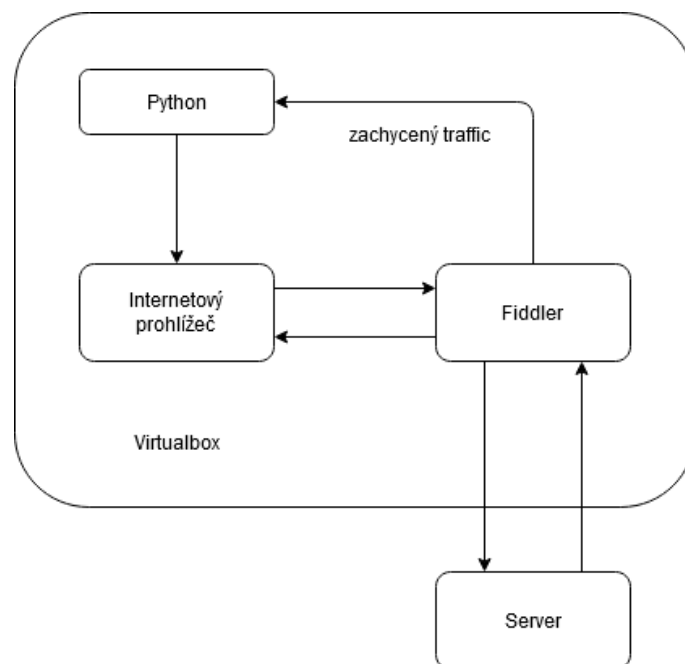 Python
zachycený traffic
Internetový
prohlížeč
Fiddler
Virtualbox
Server